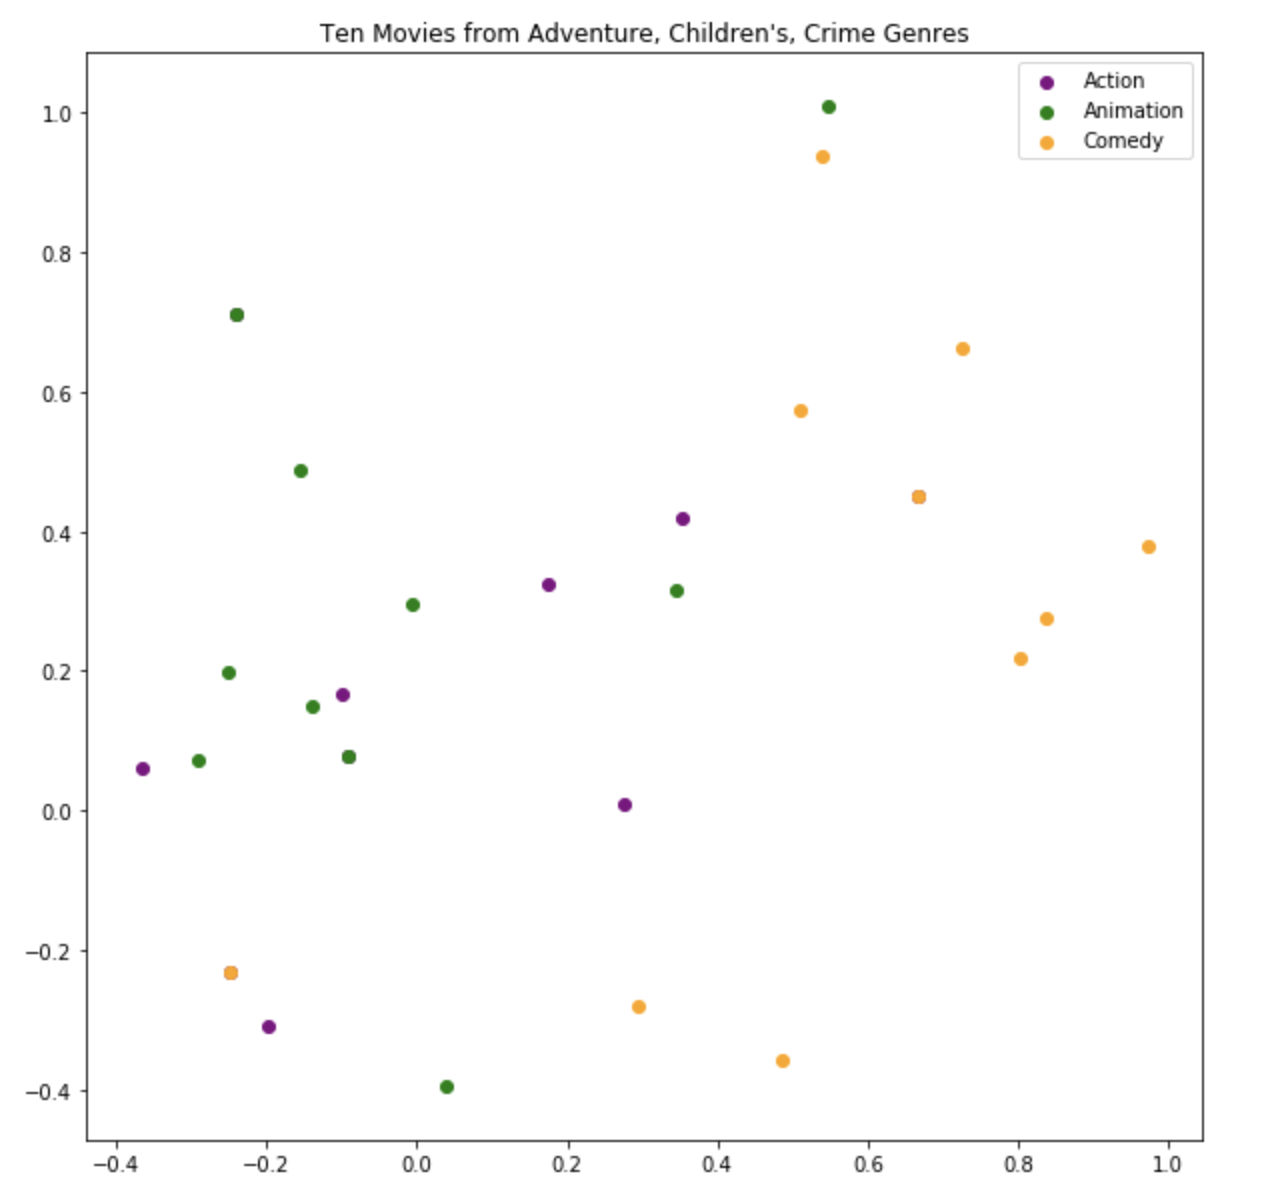 Ten Movies from Adventure, Children's, Crime Genres
Action
Animation
Comedy
1.0
0.8
0.6
0.4
0.2
0.0
−0.2
−0.4
−0.4 −0.2 0.0 0.2 0.4 0.6 0.8 1.0